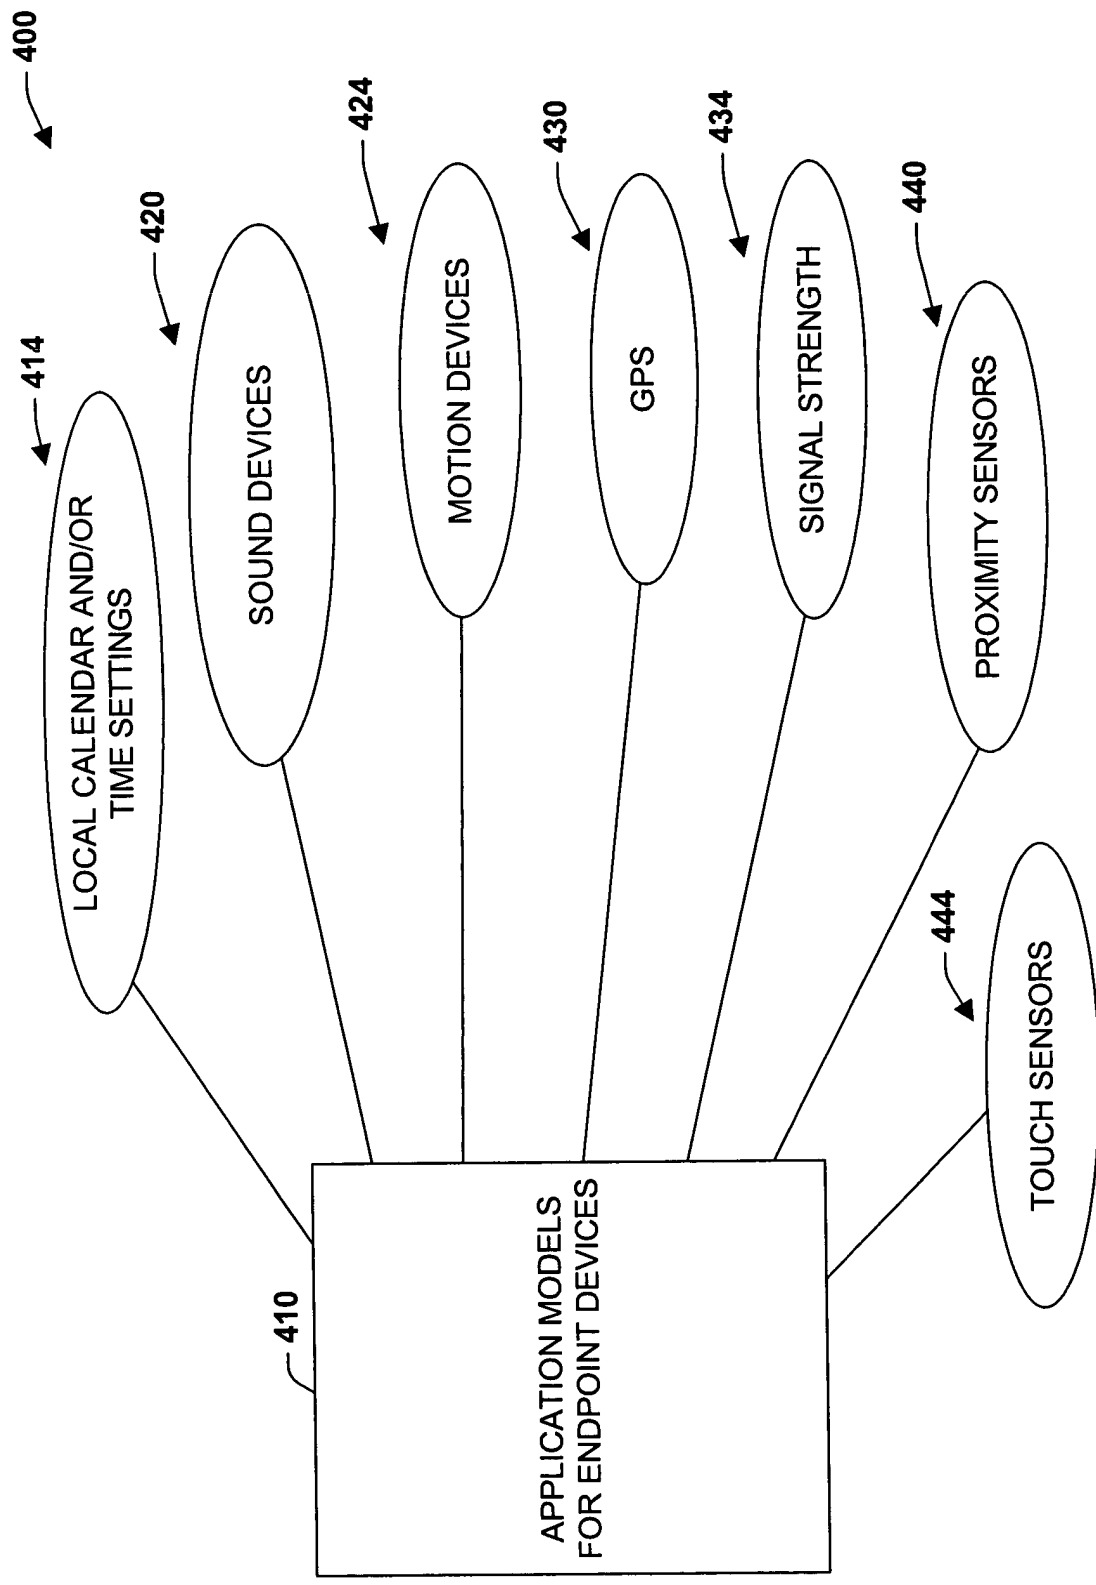 400
414
LOCAL CALENDAR AND/OR
TIME SETTINGS
420
SOUND DEVICES
424
MOTION DEVICES
430
GPS
434
SIGNAL STRENGTH
440
PROXIMITY SENSORS
444
TOUCH SENSORS
410
APPLICATION MODELS
FOR ENDPOINT DEVICES